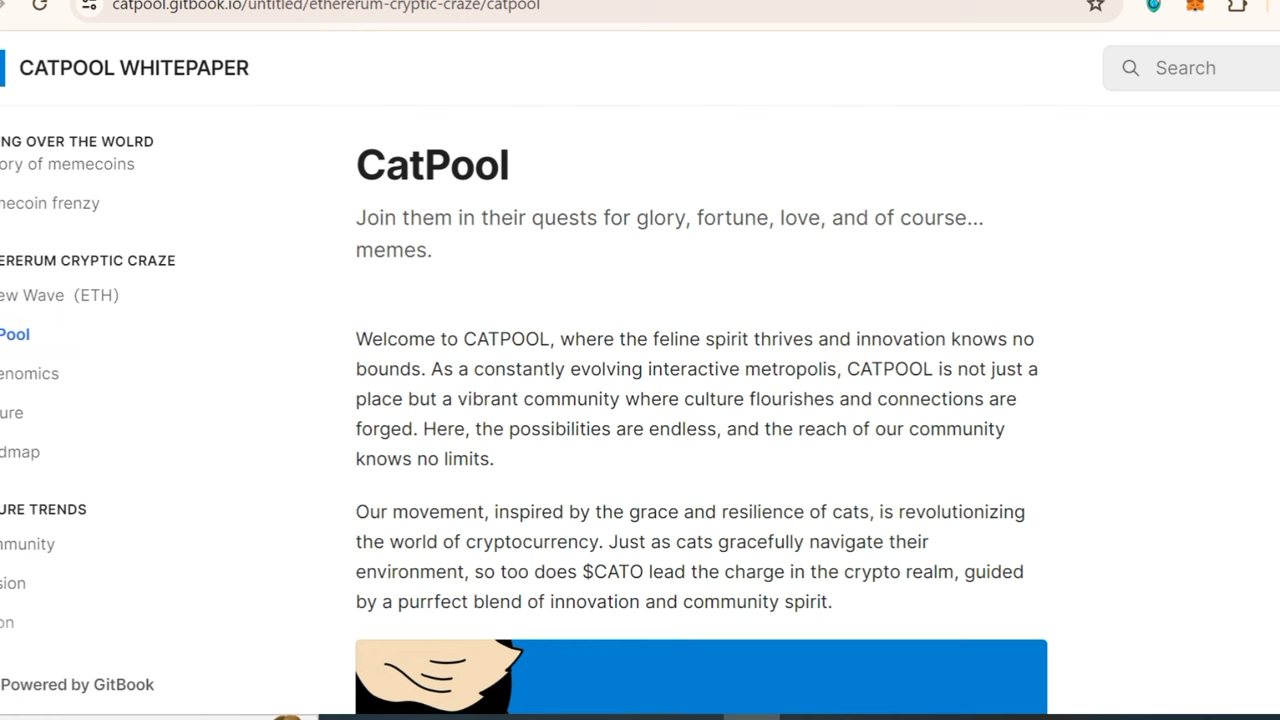 catpool.gitbook.io/untitled/ethererum-cryptic-craze/catpool
CATPOOL WHITEPAPER
Search
NG OVER THE WOLRD
ory of memecoins
necoin frenzy
ERERUM CRYPTIC CRAZE
ew Wave（ETH）
Pool
enomics
ure
dmap
URE TRENDS
mmunity
sion
on
Powered by GitBook
CatPool
Join them in their quests for glory, fortune, love, and of course...
memes.
Welcome to CATPOOL, where the feline spirit thrives and innovation knows no
bounds. As a constantly evolving interactive metropolis, CATPOOL is not just a
place but a vibrant community where culture flourishes and connections are
forged. Here, the possibilities are endless, and the reach of our community
knows no limits.
Our movement, inspired by the grace and resilience of cats, is revolutionizing
the world of cryptocurrency. Just as cats gracefully navigate their
environment, so too does $CATO lead the charge in the crypto realm, guided
by a purrfect blend of innovation and community spirit.